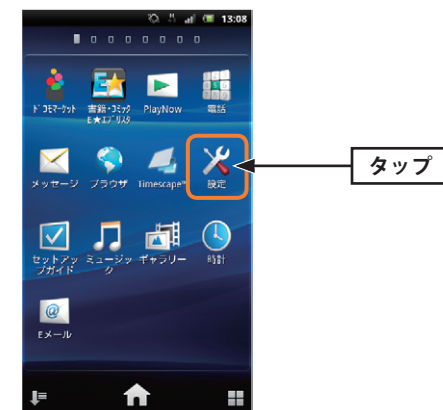 13:08
ドコモマーケット
書籍・コミック
E★エブリスタ
PlayNow
電話
メッセージ
ブラウザ
Timescape™
設定
タップ
セットアッ
プガイド
ミュージッ
ク
ギャラリー
時計
Eメール